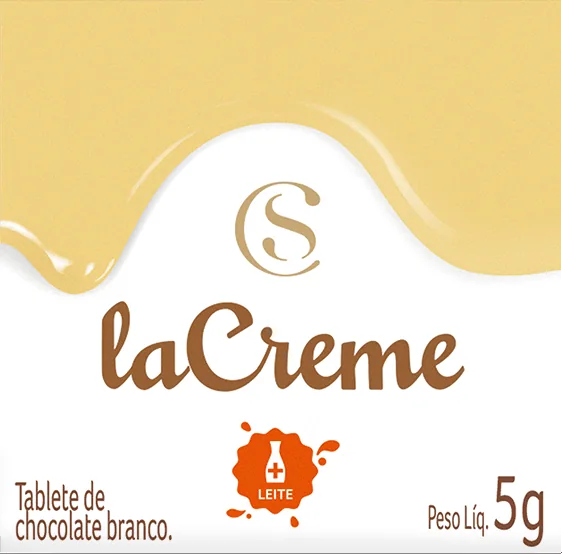 CS
laCreme
+ LEITE
Tablete de
chocolate branco.
Peso Líq. 5g